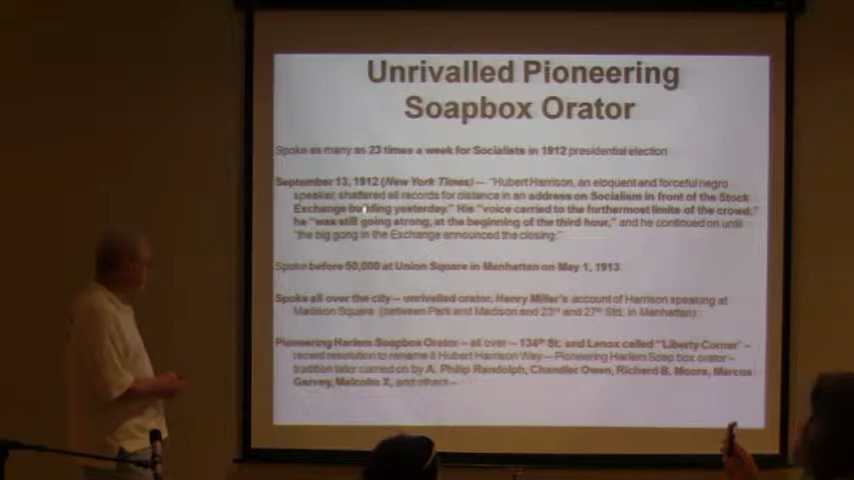 Unrivalled Pioneering
Soapbox Orator
Spoke as many as 23 times a week for Socialists in 1912 presidential election
September 13, 1912 (New York Times) – "Hubert Harrison, an eloquent and forceful negro
speaker, shattered all records for distance in an address on Socialism in front of the Stock
Exchange building yesterday." His "voice carried to the furthermost limits of the crowd,"
he "was still going strong, at the beginning of the third hour," and he continued on until
"the big gong in the Exchange announced the closing."
Spoke before 50,000 at Union Square in Manhattan on May 1, 1913
Spoke all over the city – unrivalled orator, Henry Miller's account of Harrison speaking at
Madison Square (between Park and Madison and 23rd and 27th Sts. in Manhattan)
Pioneering Harlem Soapbox Orator – all over – 134th St. and Lenox called "Liberty Corner" –
recent resolution to rename it Hubert Harrison Way – Pioneering Harlem Soap box orator –
tradition later carried on by A. Philip Randolph, Chandler Owen, Richard B. Moore, Marcus
Garvey, Malcolm X, and others –